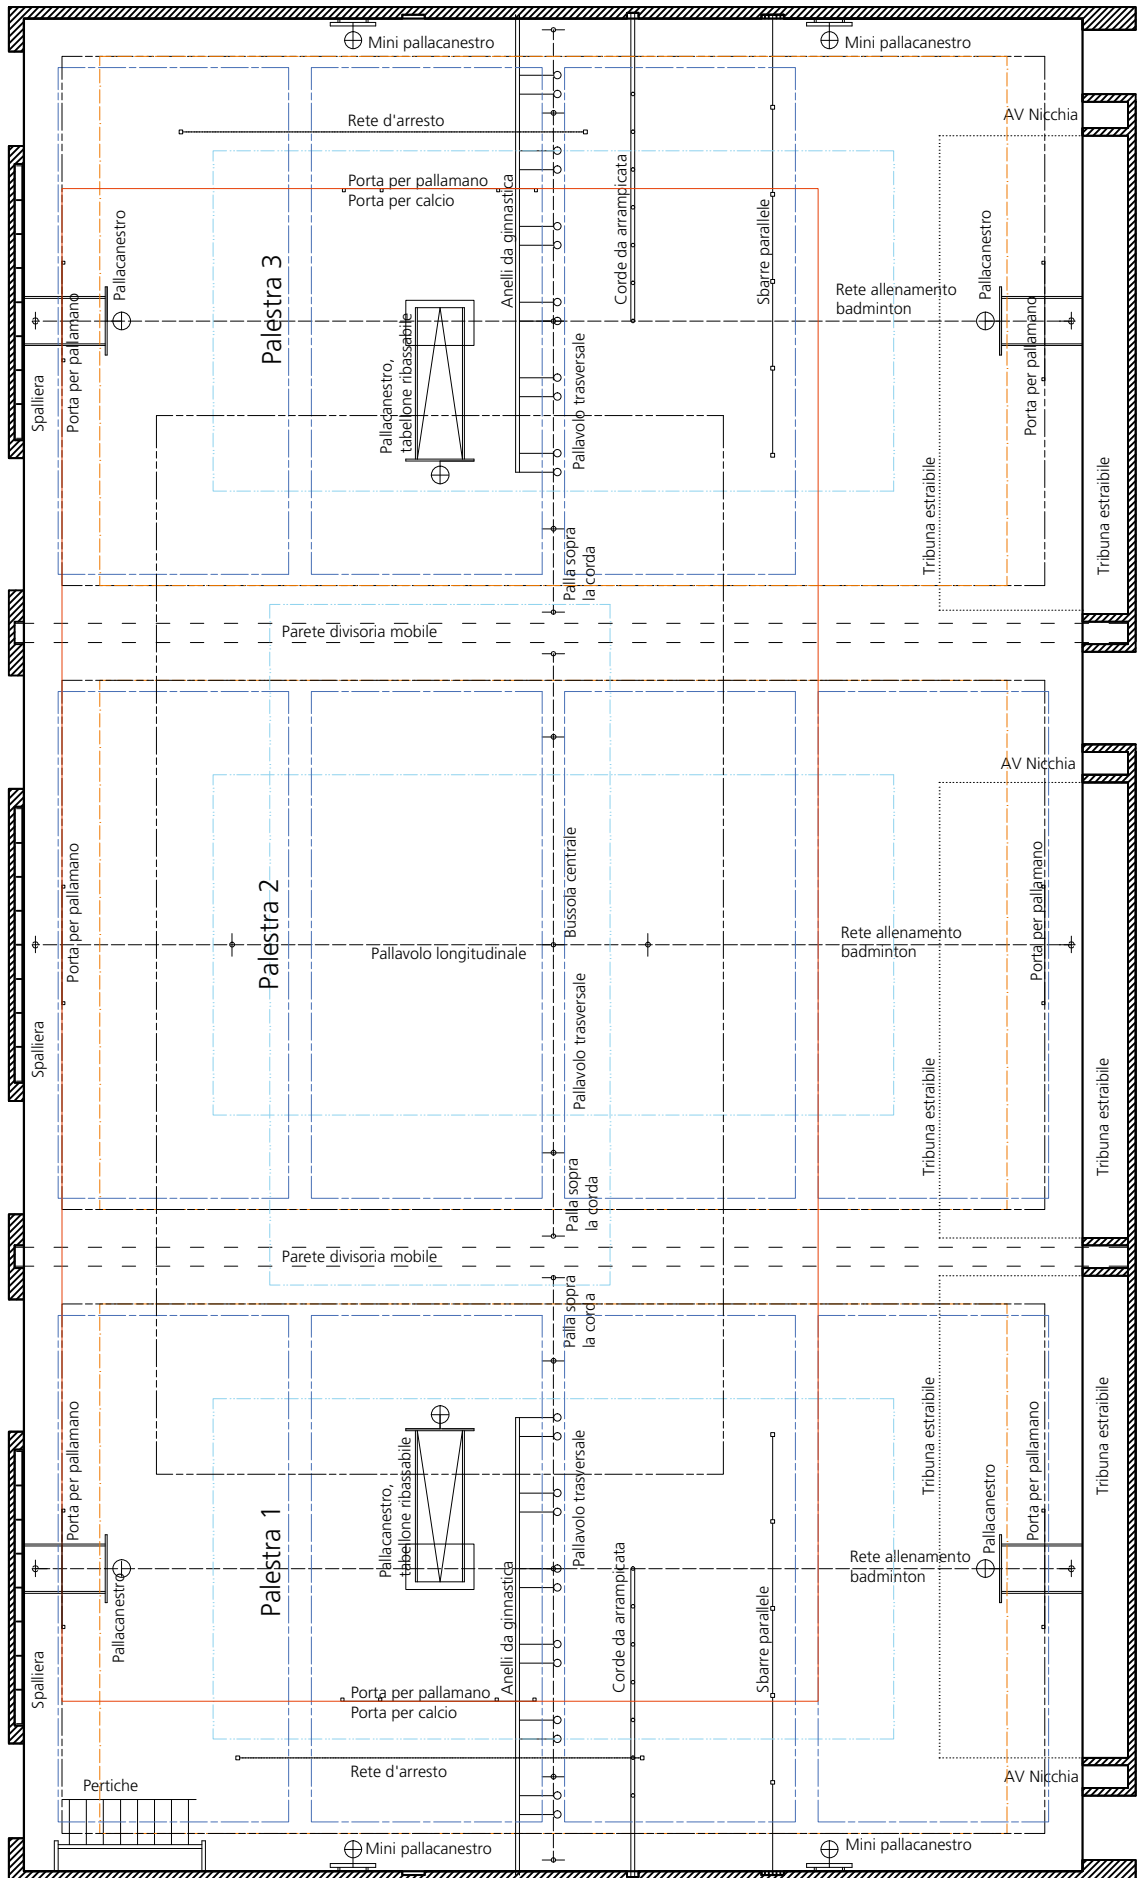 Mini pallacanestro
Mini pallacanestro
AV Nicchia
Rete d'arresto
Porta per pallamano
Porta per calcio
Anelli da ginnastica
Corde da arrampicata
Sbarre parallele
Pallacanestro
Palestra 3
Rete allenamento
badminton
Pallacanestro
Porta per pallamano
Spalliera
Porta per pallamano
Pallacanestro,
tabellone ribassabile
Pallavolo trasversale
Tribuna estraibile
Tribuna estraibile
Palla sopra
la corda
Parete divisoria mobile
AV Nicchia
Porta per pallamano
Palestra 2
Bussola centrale
Pallavolo longitudinale
Rete allenamento
badminton
Porta per pallamano
Spalliera
Pallavolo trasversale
Tribuna estraibile
Tribuna estraibile
Palla sopra
la corda
Parete divisoria mobile
Palla sopra
la corda
Porta per pallamano
Pallacanestro,
tabellone ribassabile
Pallavolo trasversale
Tribuna estraibile
Tribuna estraibile
Porta per pallamano
Pallacanestro
Palestra 1
Rete allenamento
badminton
Pallacanestro
Spalliera
Anelli da ginnastica
Corde da arrampicata
Sbarre parallele
Porta per pallamano
Porta per calcio
Rete d'arresto
AV Nicchia
Pertiche
Mini pallacanestro
Mini pallacanestro